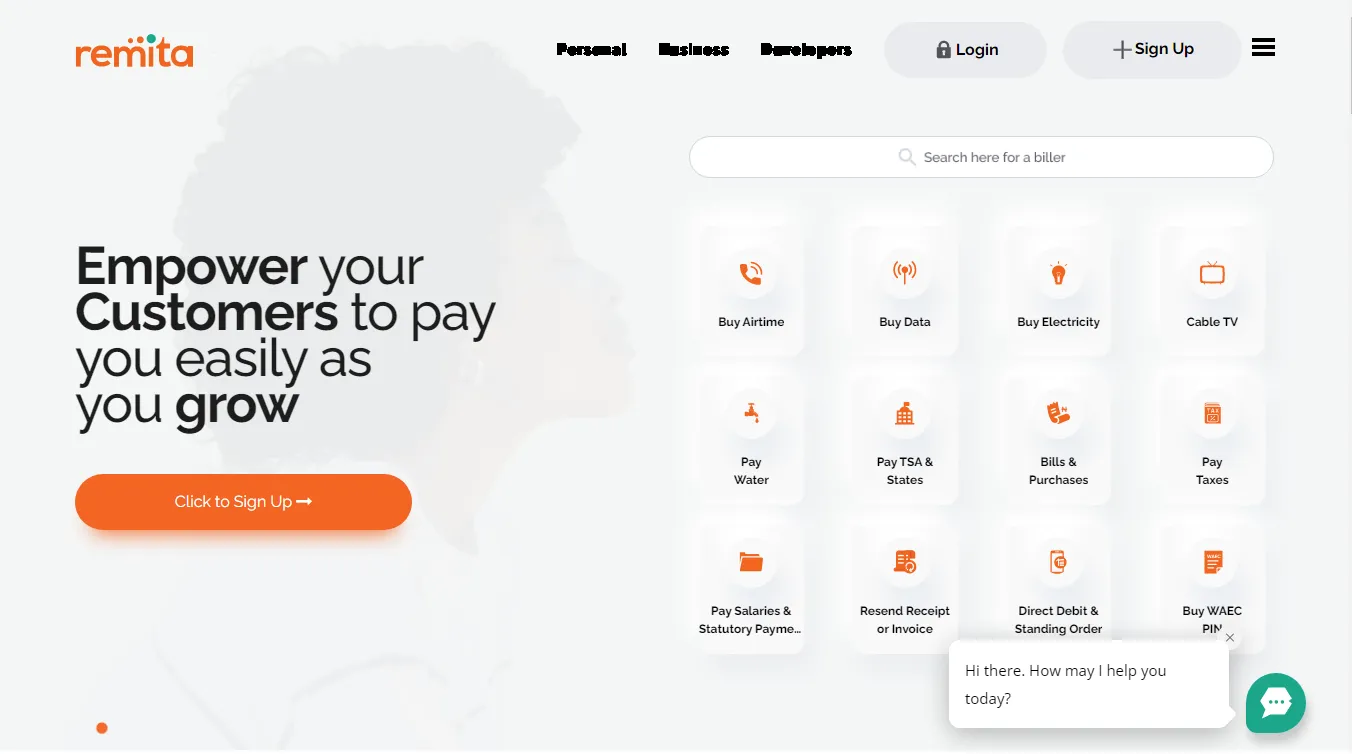 remita
Personal
Business
Developers
Login
Sign Up
Search here for a biller
Empower your
Customers to pay
you easily as
you grow
Click to Sign Up
Buy Airtime
Buy Data
Buy Electricity
Cable TV
Pay
Water
Pay TSA &
States
Bills &
Purchases
TAX
Pay
Taxes
Pay Salaries &
Statutory Payme...
Resend Receipt
or Invoice
Direct Debit &
Standing Order
WAEC
Buy WAEC
PIN
Hi there. How may I help you
today?